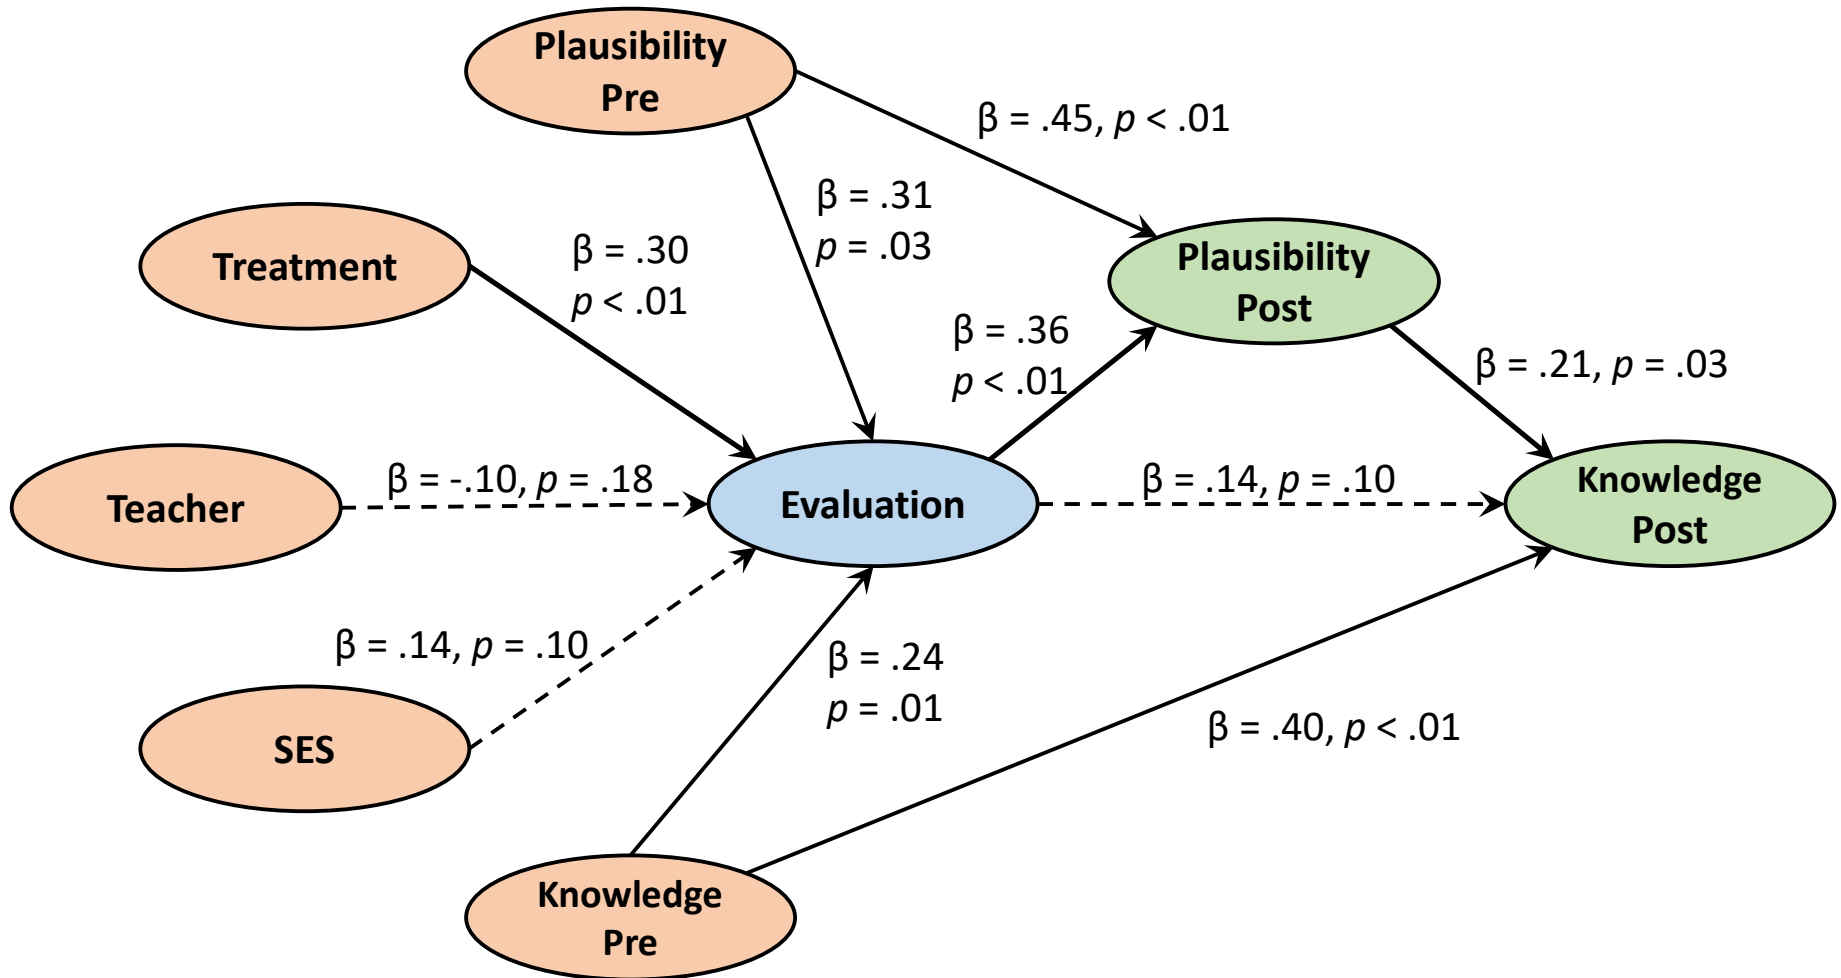 Plausibility
Pre
β = .45, p < .01
β = .31
p = .03
Treatment
β = .30
p < .01
Plausibility
Post
β = .36
p < .01
β = .21, p = .03
Teacher
β = -.10, p = .18
Evaluation
β = .14, p = .10
Knowledge
Post
β = .14, p = .10
SES
β = .24
p = .01
β = .40, p < .01
Knowledge
Pre